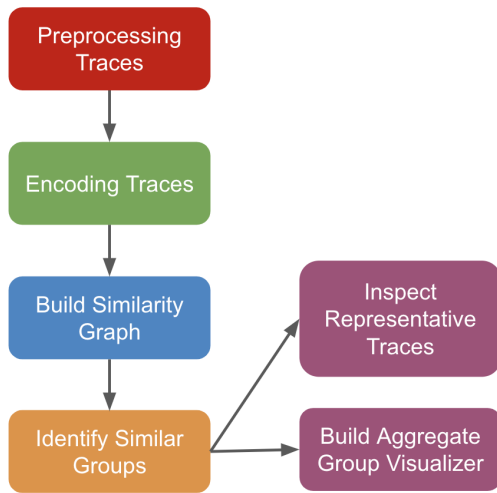 Preprocessing
Traces
Encoding Traces
Build Similarity
Graph
Identify Similar
Groups
Inspect
Representative
Traces
Build Aggregate
Group Visualizer